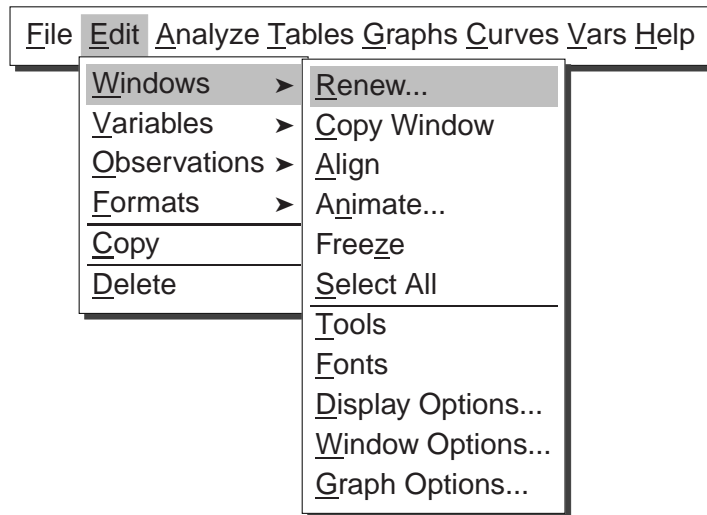 File Edit Analyze Tables Graphs Curves Vars Help
Windows ➤
Variables ➤
Observations ➤
Formats ➤
Copy
Delete
Renew...
Copy Window
Align
Animate...
Freeze
Select All
Tools
Fonts
Display Options...
Window Options...
Graph Options...